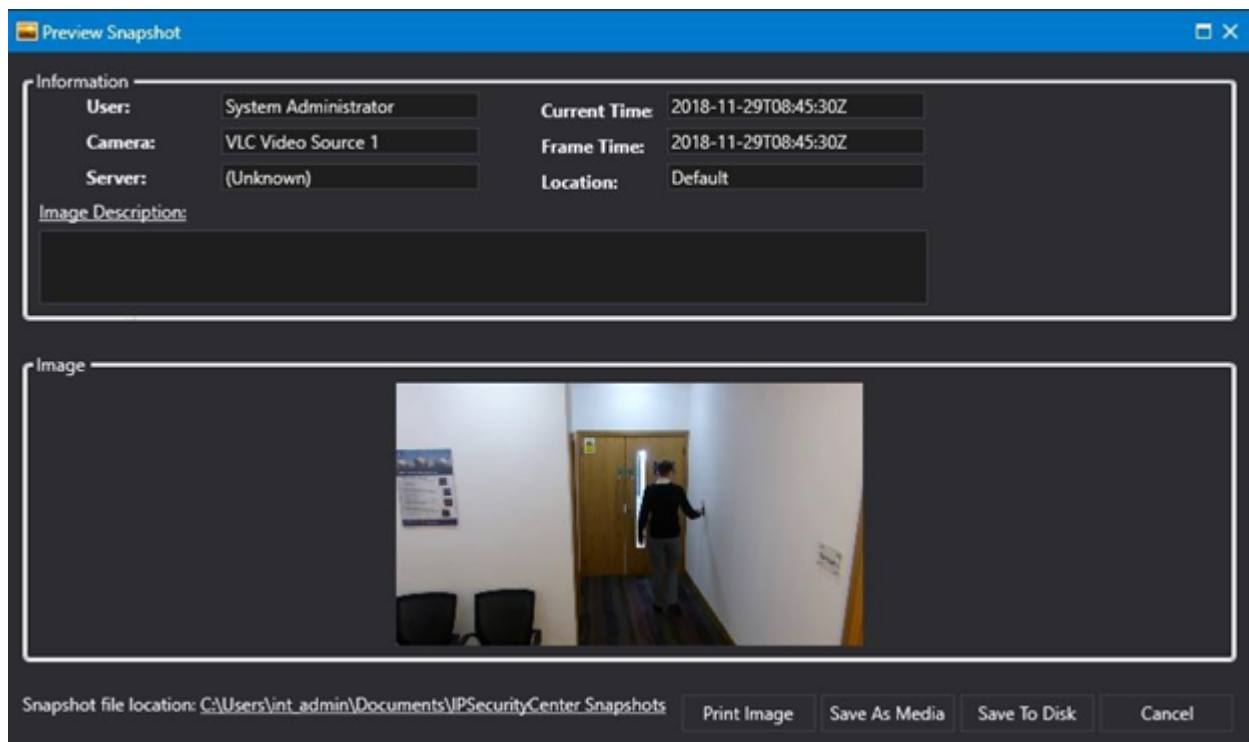 Preview Snapshot
Information
User: System Administrator Current Time: 2018-11-29T08:45:30Z
Camera: VLC Video Source 1 Frame Time: 2018-11-29T08:45:30Z
Server: (Unknown) Location: Default
Image Description:
Image
Snapshot file location: C:\Users\int_admin\Documents\IPSecurityCenter Snapshots Print Image Save As Media Save To Disk Cancel